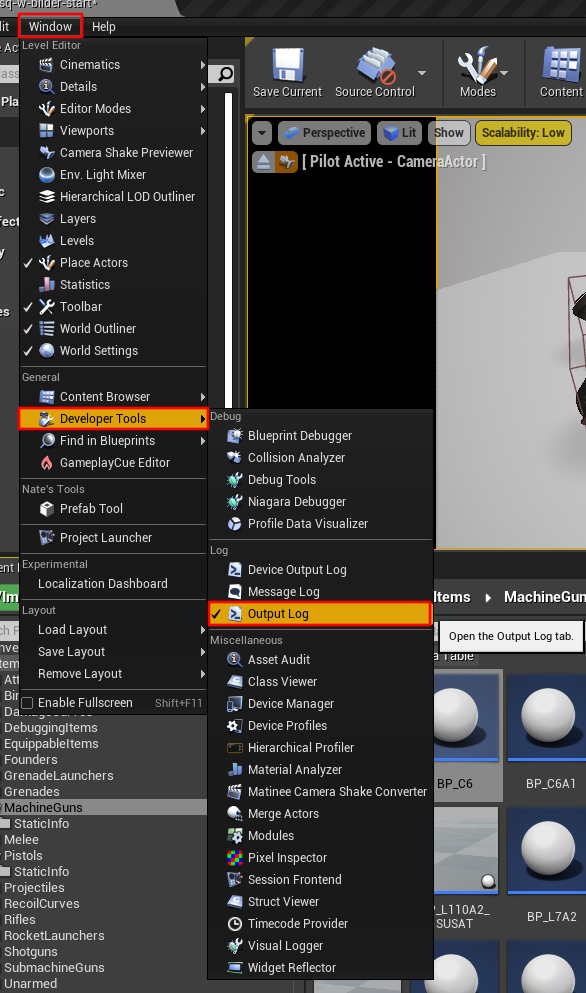 sq-w-bilder-start*
Window
Help
Save Current
Source Control
Modes
Content
Perspective
Lit
Show
Scalability: Low
[ Pilot Active - CameraActor ]
Level Editor
Cinematics
Details
Editor Modes
Viewports
Camera Shake Previewer
Env. Light Mixer
Hierarchical LOD Outliner
Layers
Levels
Place Actors
Statistics
Toolbar
World Outliner
World Settings
General
Content Browser
Developer Tools
Find in Blueprints
GameplayCue Editor
Nate's Tools
Prefab Tool
Project Launcher
Experimental
Localization Dashboard
Layout
Load Layout
Save Layout
Remove Layout
Enable Fullscreen Shift+F11
Debug
Blueprint Debugger
Collision Analyzer
Debug Tools
Niagara Debugger
Profile Data Visualizer
Log
Device Output Log
Message Log
Output Log
Miscellaneous
Asset Audit
Class Viewer
Device Manager
Device Profiles
Hierarchical Profiler
Material Analyzer
Matinee Camera Shake Converter
Merge Actors
Modules
Pixel Inspector
Session Frontend
Struct Viewer
Timecode Provider
Visual Logger
Widget Reflector
Open the Output Log tab.
Items
MachineGun
Table
BP_C6
BP_C6A1
BP_L110A2_
SUSAT
BP_L7A2
DebuggingItems
EquippableItems
Founders
GrenadeLaunchers
Grenades
MachineGuns
StaticInfo
Melee
Pistols
StaticInfo
Projectiles
RecoilCurves
Rifles
RocketLaunchers
Shotguns
SubmachineGuns
Unarmed